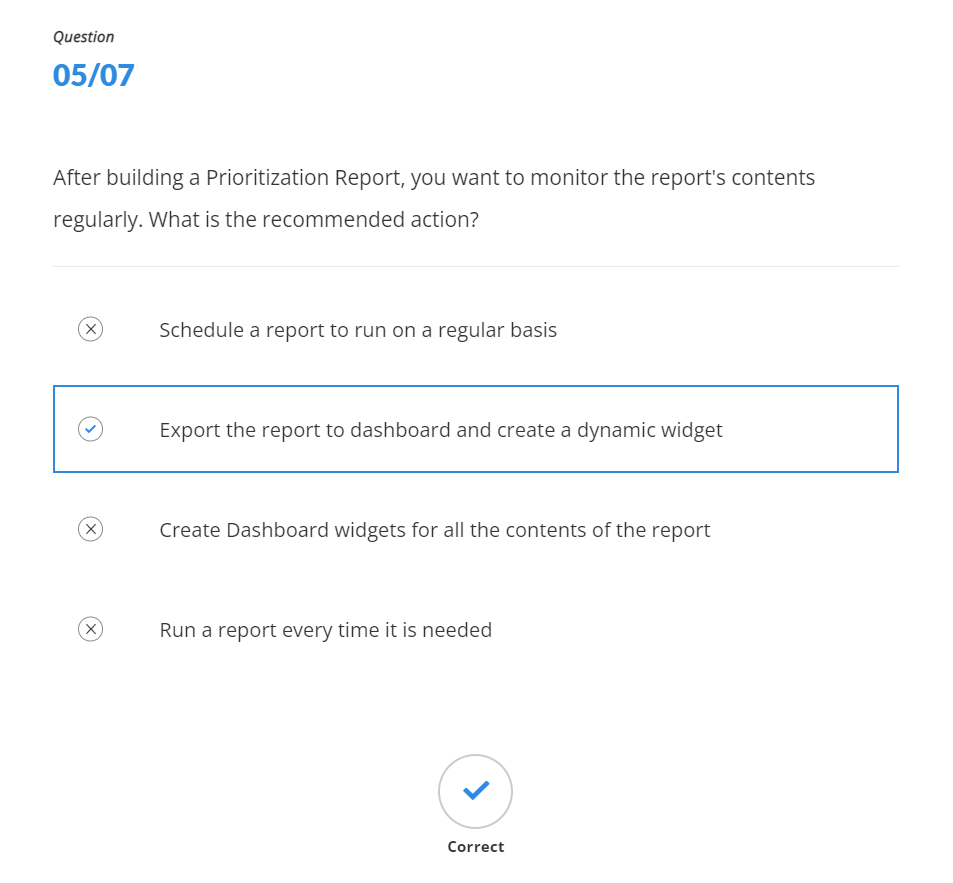 Question
05/07
After building a Prioritization Report, you want to monitor the report's contents
regularly. What is the recommended action?
Schedule a report to run on a regular basis
Export the report to dashboard and create a dynamic widget
Create Dashboard widgets for all the contents of the report
Run a report every time it is needed
Correct